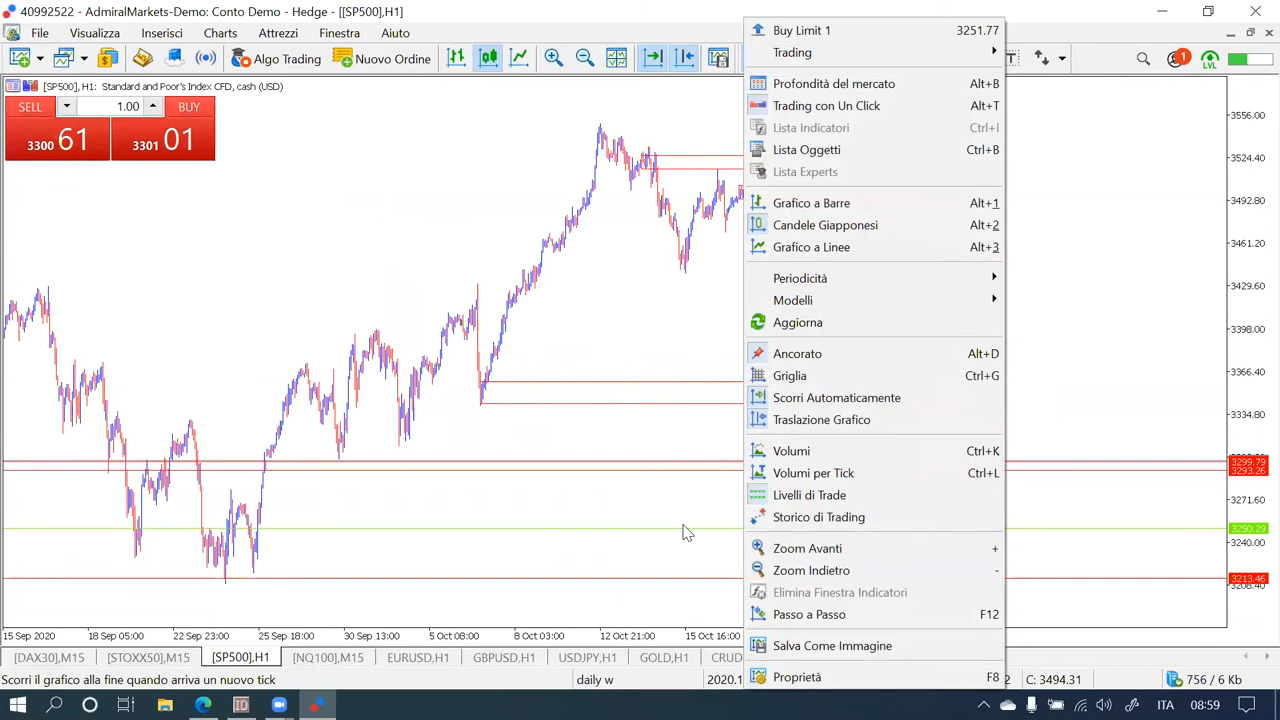 40992522 - AdmiralMarkets-Demo: Conto Demo - Hedge - [[SP500],H1]
File Visualizza Inserisci Charts Attrezzi Finestra Aiuto
Algo Trading Nuovo Ordine
1
LVL
[SP500], H1: Standard and Poor's Index CFD, cash (USD)
SELL 1.00 BUY
3300 61 3301 01
Buy Limit 1 3251.77
Trading
Profondità del mercato Alt+B
Trading con Un Click Alt+T
Lista Indicatori Ctrl+I
Lista Oggetti Ctrl+B
Lista Experts
Grafico a Barre Alt+1
Candele Giapponesi Alt+2
Grafico a Linee Alt+3
Periodicità
Modelli
Aggiorna
Ancorato Alt+D
Griglia Ctrl+G
Scorri Automaticamente
Traslazione Grafico
Volumi Ctrl+K
Volumi per Tick Ctrl+L
Livelli di Trade
Storico di Trading
Zoom Avanti +
Zoom Indietro -
Elimina Finestra Indicatori
Passo a Passo F12
Salva Come Immagine
Proprietà F8
3556.00
3524.40
3492.80
3461.20
3429.60
3398.00
3366.40
3334.80
3299.79
3293.26
3271.60
3250.29
3240.00
3213.46
3208.40
15 Sep 2020 18 Sep 05:00 22 Sep 23:00 25 Sep 18:00 30 Sep 13:00 5 Oct 08:00 8 Oct 03:00 12 Oct 21:00 15 Oct 16:00
[DAX30],M15 [STOXX50],M15 [SP500],H1 [NQ100],M15 EURUSD,H1 GBPUSD,H1 USDJPY,H1 GOLD,H1 CRUD
Scorri il grafico alla fine quando arriva un nuovo tick daily w 2020.1 C: 3494.31 756 / 6 Kb
ITA 08:59